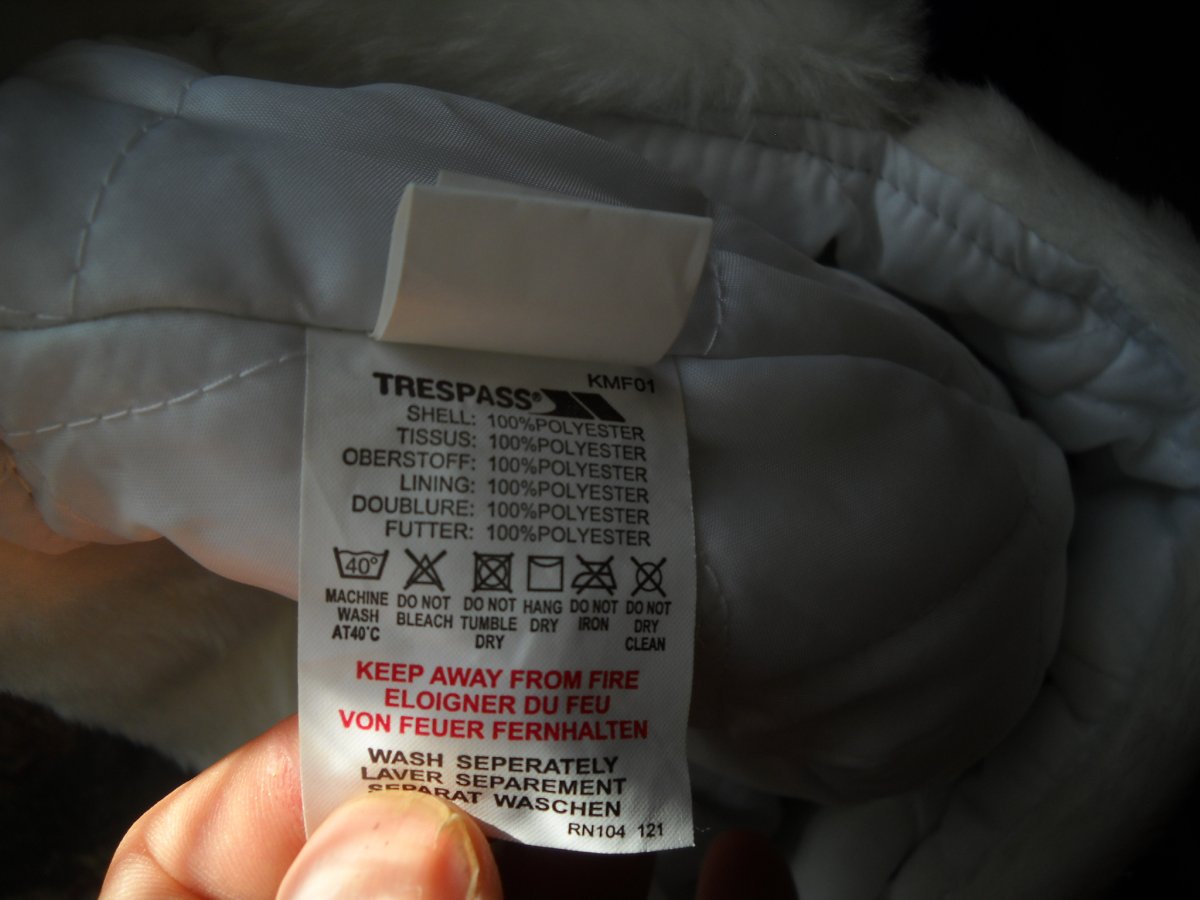 KMF01
TRESPASS®
SHELL: 100%POLYESTER
TISSUS: 100%POLYESTER
OBERSTOFF: 100%POLYESTER
LINING: 100%POLYESTER
DOUBLURE: 100%POLYESTER
FUTTER: 100%POLYESTER
40°
MACHINE WASH AT40°C
DO NOT BLEACH
DO NOT TUMBLE DRY
HANG DRY
DO NOT IRON
DO NOT DRY CLEAN
KEEP AWAY FROM FIRE
ELOIGNER DU FEU
VON FEUER FERNHALTEN
WASH SEPERATELY
LAVER SEPAREMENT
SEPARAT WASCHEN
RN104 121